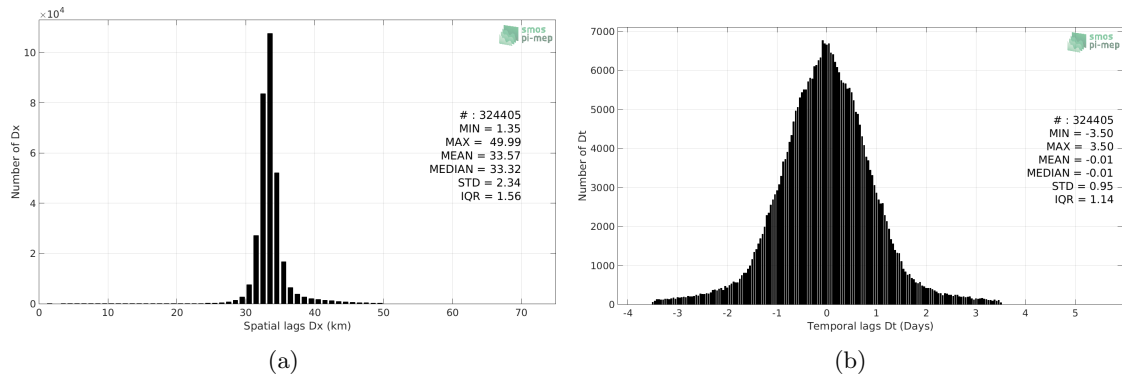 ×10⁴
smos
pi-mep
10
8
6
4
2
0
Number of Dx
# : 324405
MIN = 1.35
MAX = 49.99
MEAN = 33.57
MEDIAN = 33.32
STD = 2.34
IQR = 1.56
0 10 20 30 40 50 60 70
Spatial lags Dx (km)
(a)
smos
pi-mep
7000
6000
5000
4000
3000
2000
1000
0
Number of Dt
# : 324405
MIN = -3.50
MAX = 3.50
MEAN = -0.01
MEDIAN = -0.01
STD = 0.95
IQR = 1.14
-4 -3 -2 -1 0 1 2 3 4 5
Temporal lags Dt (Days)
(b)